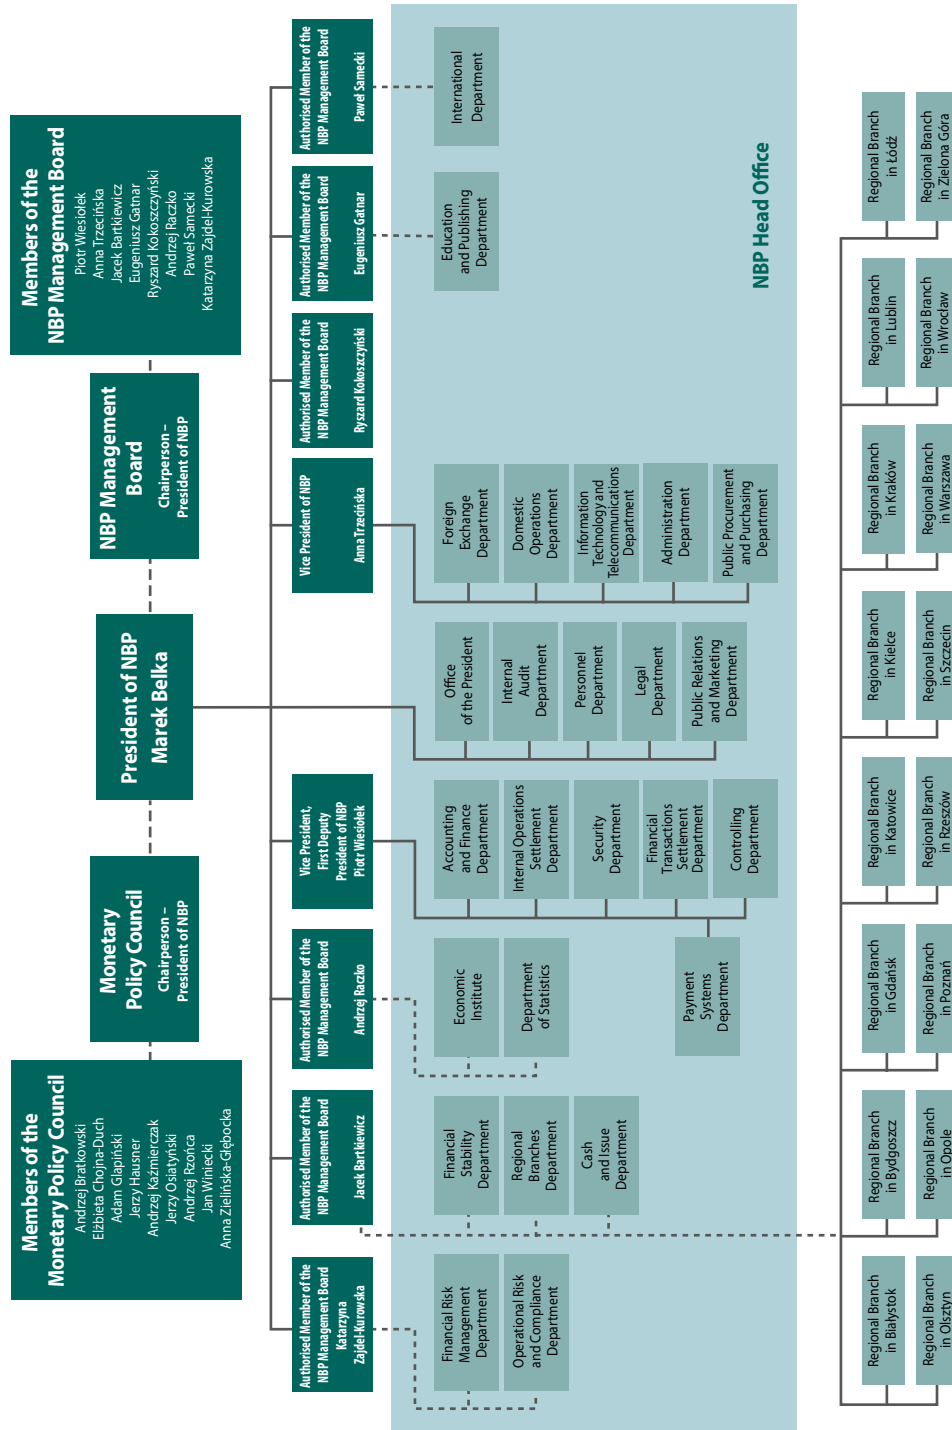 Members of the
Monetary Policy Council
Andrzej Bratkowski
Elżbieta Chojna-Duch
Adam Glapiński
Jerzy Hausner
Andrzej Kaźmierczak
Jerzy Osiatyński
Andrzej Rzońca
Jan Winiecki
Anna Zielińska-Głębocka
Monetary
Policy Council
Chairperson –
President of NBP
President of NBP
Marek Belka
NBP Management
Board
Chairperson –
President of NBP
Members of the
NBP Management Board
Piotr Wiesiołek
Anna Trzecińska
Jacek Bartkiewicz
Eugeniusz Gatnar
Ryszard Kokoszczyński
Andrzej Raczko
Paweł Samecki
Katarzyna Zajdel-Kurowska
Authorised Member of the
NBP Management Board
Katarzyna
Zajdel-Kurowska
Authorised Member of the
NBP Management Board
Jacek Bartkiewicz
Authorised Member of the
NBP Management Board
Andrzej Raczko
Vice President,
First Deputy
President of NBP
Piotr Wiesiołek
Vice President of NBP
Anna Trzecińska
Authorised Member of the
NBP Management Board
Ryszard Kokoszczyński
Authorised Member of the
NBP Management Board
Eugeniusz Gatnar
Authorised Member of the
NBP Management Board
Paweł Samecki
Financial Risk
Management
Department
Operational Risk
and Compliance
Department
Financial
Stability
Department
Regional
Branches
Department
Cash
and Issue
Department
Economic
Institute
Department
of Statistics
Accounting
and Finance
Department
Internal Operations
Settlement
Department
Security
Department
Financial
Transactions
Settlement
Department
Controlling
Department
Payment
Systems
Department
Office
of the President
Internal
Audit
Department
Personnel
Department
Legal
Department
Public Relations
and Marketing
Department
Foreign
Exchange
Department
Domestic
Operations
Department
Information
Technology and
Telecommunications
Department
Administration
Department
Public Procurement
and Purchasing
Department
Education
and Publishing
Department
International
Department
NBP Head Office
Regional Branch
in Białystok
Regional Branch
in Bydgoszcz
Regional Branch
in Gdańsk
Regional Branch
in Katowice
Regional Branch
in Kielce
Regional Branch
in Kraków
Regional Branch
in Lublin
Regional Branch
in Łódź
Regional Branch
in Olsztyn
Regional Branch
in Opole
Regional Branch
in Poznań
Regional Branch
in Rzeszów
Regional Branch
in Szczecin
Regional Branch
in Warszawa
Regional Branch
in Wrocław
Regional Branch
in Zielona Góra